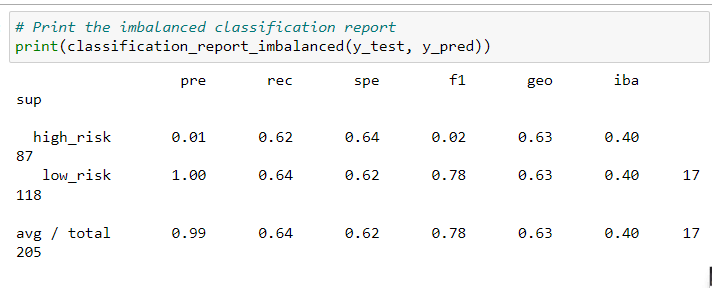 # Print the imbalanced classification report
print(classification_report_imbalanced(y_test, y_pred))
pre rec spe f1 geo iba
sup
high_risk 0.01 0.62 0.64 0.02 0.63 0.40
87
low_risk 1.00 0.64 0.62 0.78 0.63 0.40 17
118
avg / total 0.99 0.64 0.62 0.78 0.63 0.40 17
205